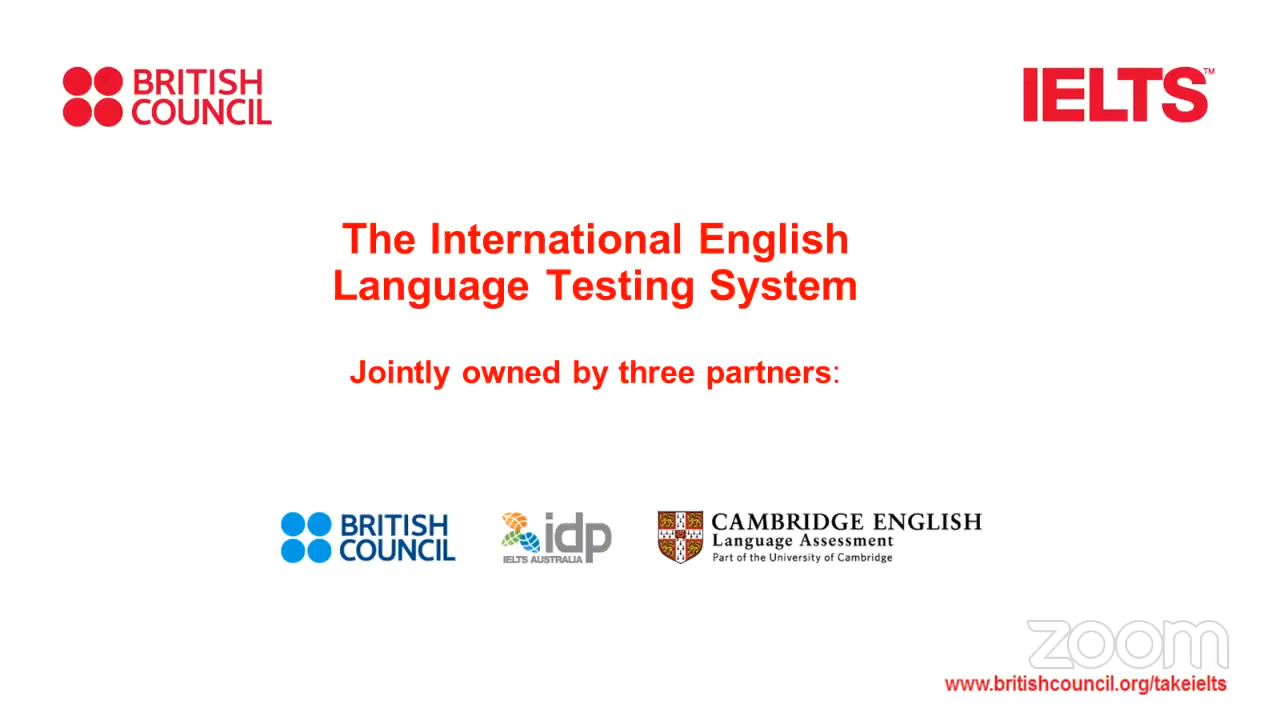 BRITISH
COUNCIL
IELTS™
The International English
Language Testing System
Jointly owned by three partners:
BRITISH
COUNCIL
idp
IELTS AUSTRALIA
CAMBRIDGE ENGLISH
Language Assessment
Part of the University of Cambridge
zoom
www.britishcouncil.org/takeielts